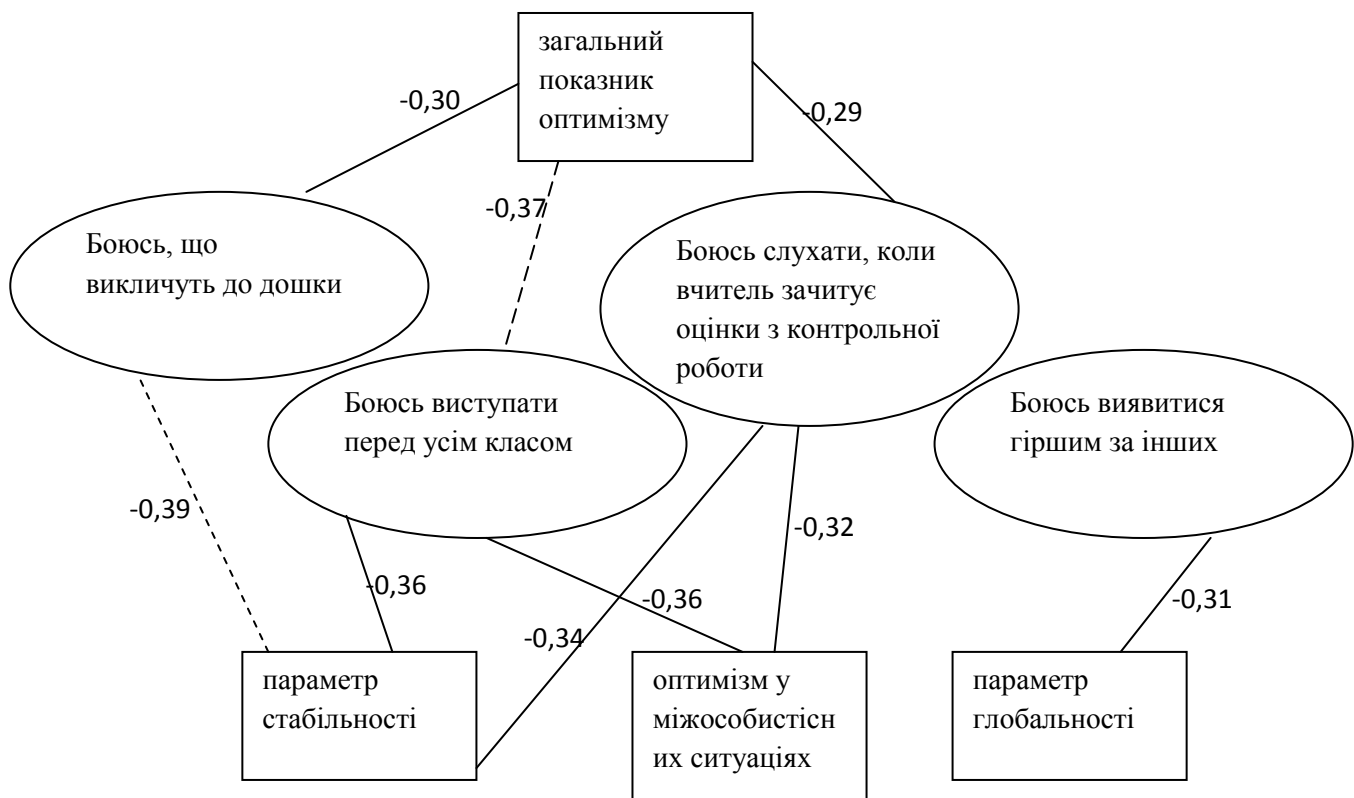 загальний
показник
оптимізму
-0,30
-0,29
-0,37
Боюсь, що
викличуть до дошки
Боюсь слухати, коли
вчитель зачитує
оцінки з контрольної
роботи
Боюсь виступати
перед усім класом
Боюсь виявитися
гіршим за інших
-0,39
-0,32
-0,36
-0,36
-0,31
-0,34
параметр
стабільності
оптимізм у
міжособистісн
их ситуаціях
параметр
глобальності